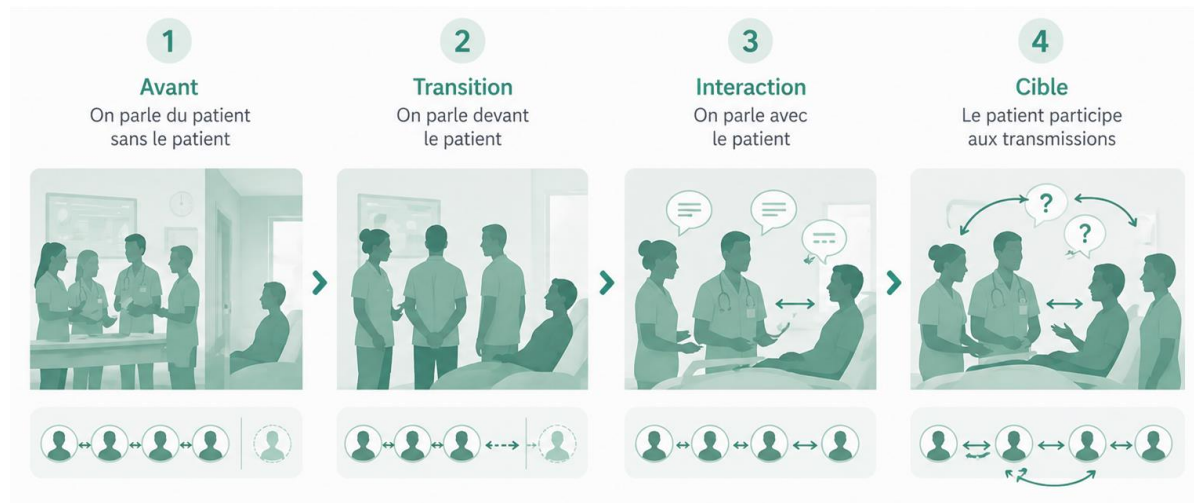 1
Avant
On parle du patient
sans le patient
2
Transition
On parle devant
le patient
3
Interaction
On parle avec
le patient
4
Cible
Le patient participe
aux transmissions
?
?